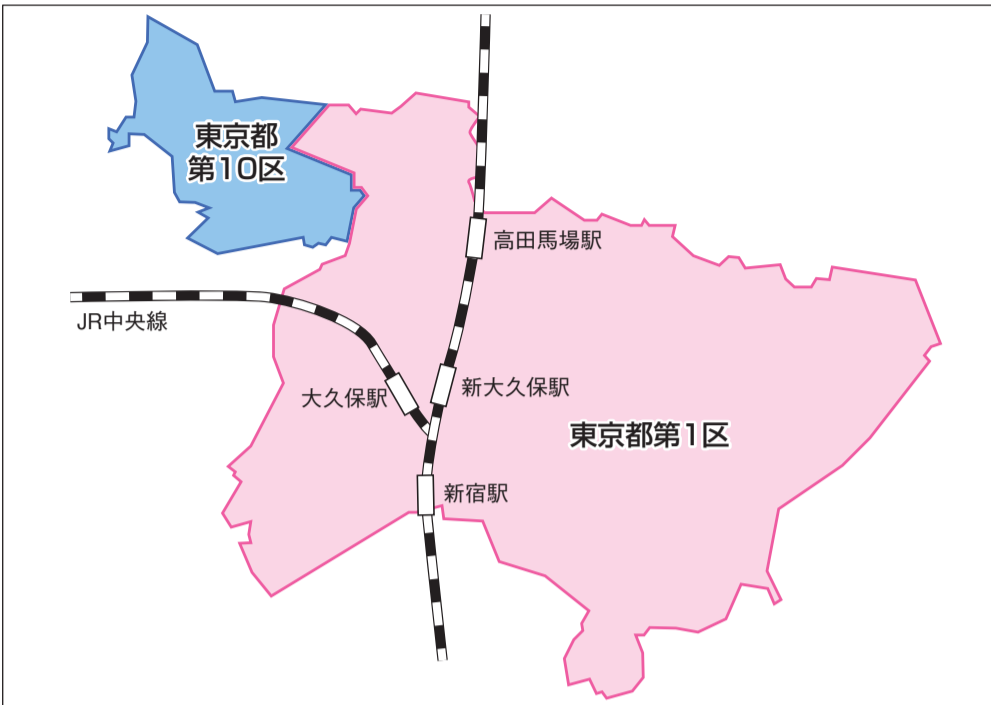 東京都
第10区
高田馬場駅
JR中央線
大久保駅
新大久保駅
東京都第1区
新宿駅